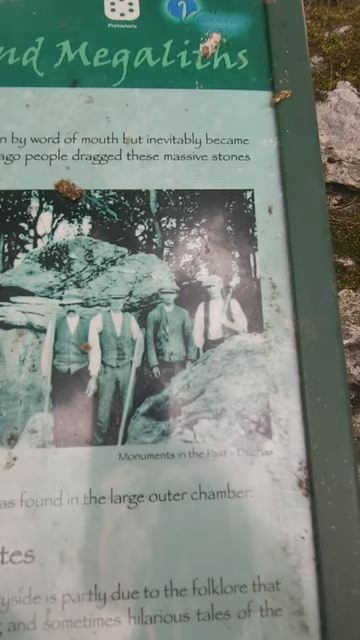 Prehistoric
nd Megaliths
n by word of mouth but inevitably became
ago people dragged these massive stones
Monuments in the Past - Dúchas
as found in the large outer chamber.
tes
yside is partly due to the folklore that
and sometimes hilarious tales of the